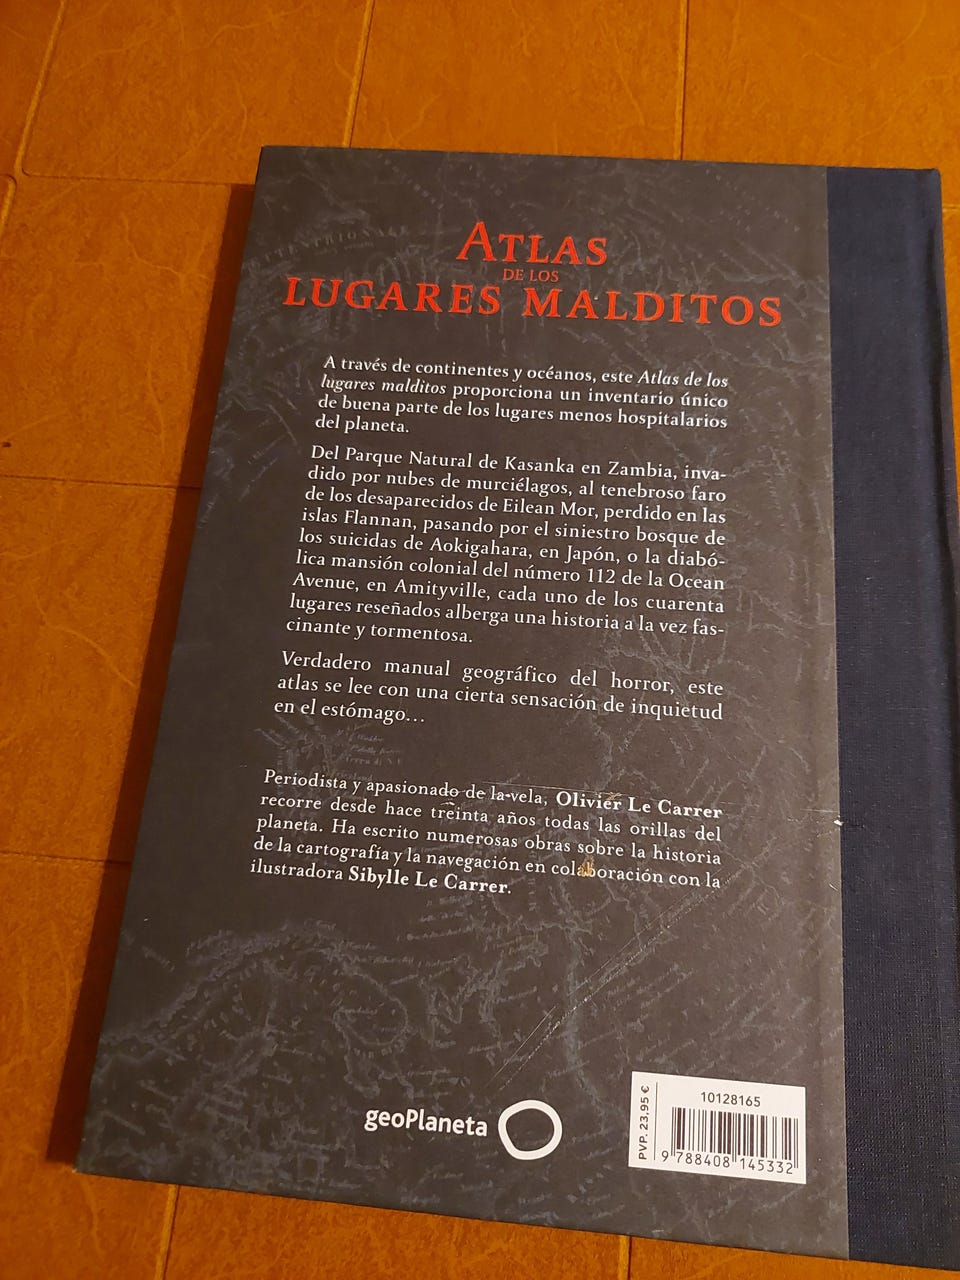 ATLAS
DE LOS
LUGARES MALDITOS
A través de continentes y océanos, este Atlas de los
lugares malditos proporciona un inventario único
de buena parte de los lugares menos hospitalarios
del planeta.
Del Parque Natural de Kasanka en Zambia, inva-
dido por nubes de murciélagos, al tenebroso faro
de los desaparecidos de Eilean Mor, perdido en las
islas Flannan, pasando por el siniestro bosque de
los suicidas de Aokigahara, en Japón, o la diabó-
lica mansión colonial del número 112 de la Ocean
Avenue, en Amityville, cada uno de los cuarenta
lugares reseñados alberga una historia a la vez fas-
cinante y tormentosa.
Verdadero manual geográfico del horror, este
atlas se lee con una cierta sensación de inquietud
en el estómago...
Periodista y apasionado de la vela, Olivier Le Carrer
recorre desde hace treinta años todas las orillas del
planeta. Ha escrito numerosas obras sobre la historia
de la cartografía y la navegación en colaboración con la
ilustradora Sibylle Le Carrer.
geoPlaneta
PVP. 23,95 €
10128165
9 788408 145332